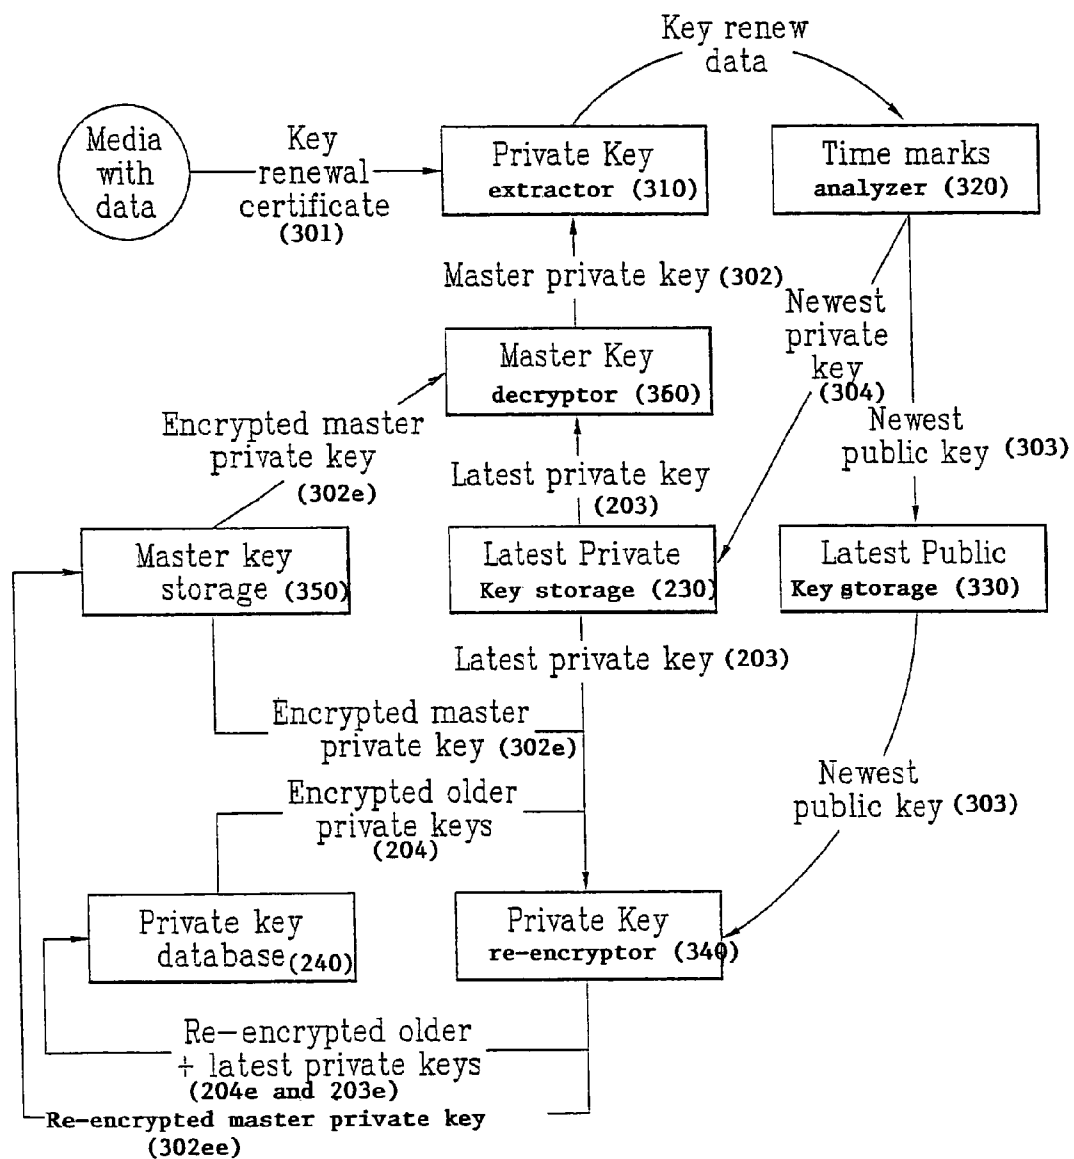 Key renew
data
Media
with
data
Key
renewal
certificate
(301)
Private Key
extractor (310)
Time marks
analyzer (320)
Master private key (302)
Newest
private
key
(304)
Master Key
decryptor (360)
Encrypted master
private key
(302e)
Newest
public key (303)
Latest private key
(203)
Master key
storage (350)
Latest Private
Key storage (230)
Latest Public
Key storage (330)
Latest private key (203)
Encrypted master
private key (302e)
Encrypted older
private keys
(204)
Newest
public key (303)
Private key
database (240)
Private Key
re-encryptor (340)
Re-encrypted older
+ latest private keys
(204e and 203e)
Re-encrypted master private key
(302ee)